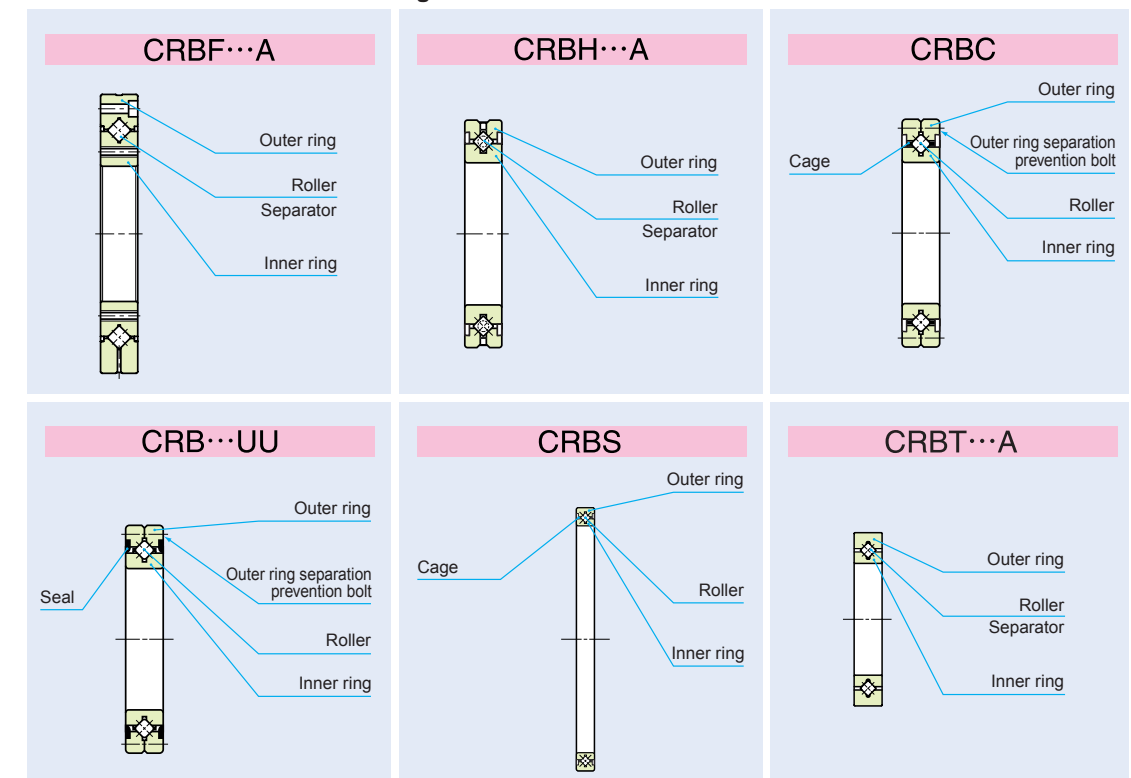 CRBF···A
Outer ring
Roller
Separator
Inner ring
CRBH···A
Outer ring
Roller
Separator
Inner ring
CRBC
Outer ring
Cage
Outer ring separation
prevention bolt
Roller
Inner ring
CRB···UU
Outer ring
Outer ring separation
prevention bolt
Seal
Roller
Inner ring
CRBS
Outer ring
Cage
Roller
Inner ring
CRBT···A
Outer ring
Roller
Separator
Inner ring